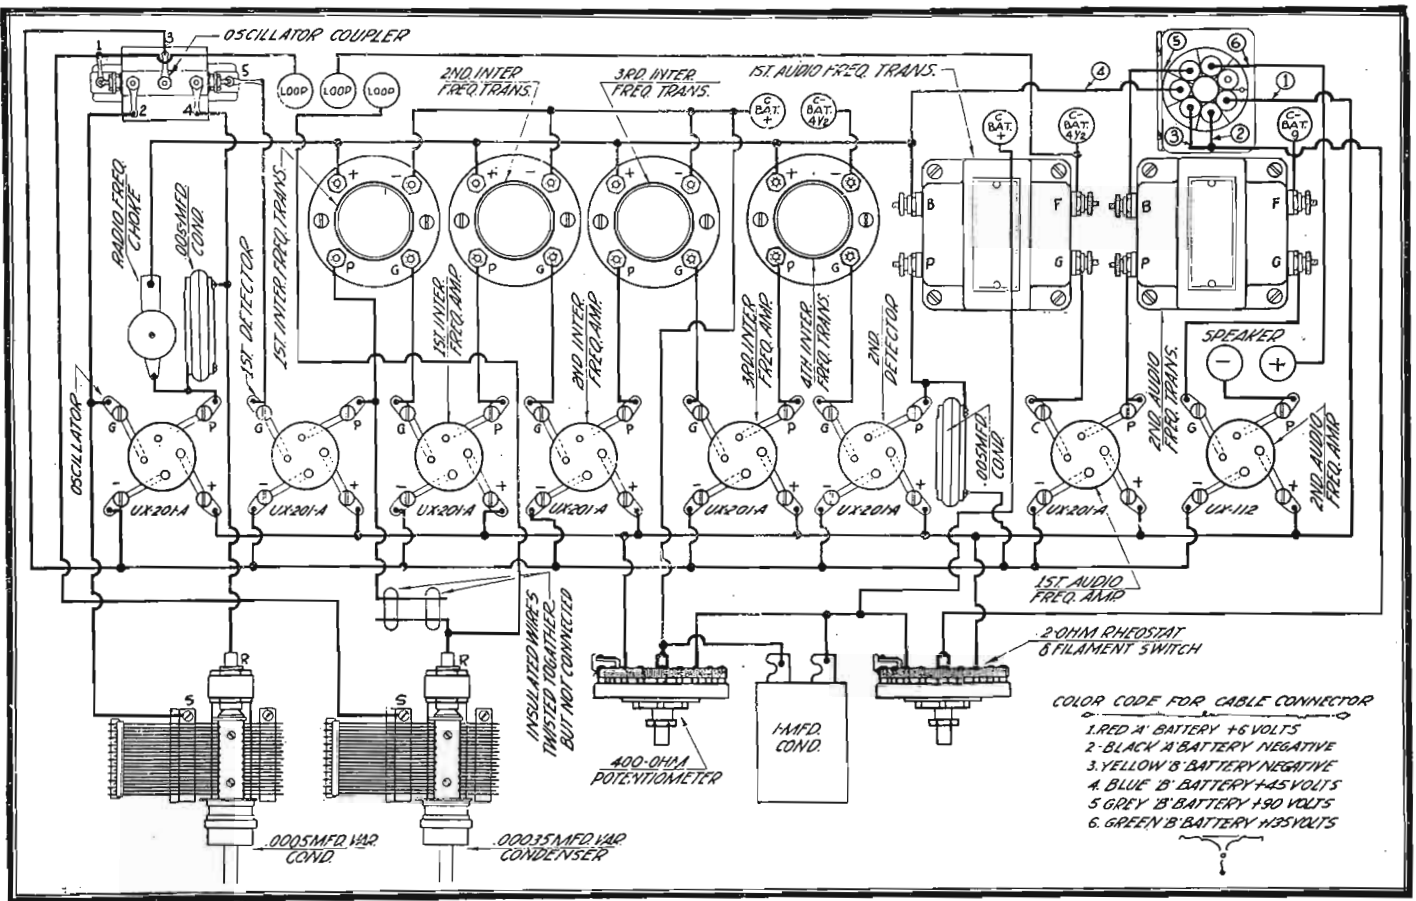 OSCILLATOR COUPLER
1
3
5
2
4
LOOP
LOOP
LOOP
2ND. INTER
FREQ. TRANS.
3RD. INTER
FREQ. TRANS.
1ST. AUDIO FREQ. TRANS.
C
BAT.
+
C-
BAT.
4½
C
BAT.
+
C-
BAT.
4½
C-
BAT.
9
5
6
4
1
3
2
RADIO FREQ.
CHOKE
.005 MFD.
COND.
1ST. DETECTOR
1ST. INTER. FREQ. TRANS.
+
-
P
G
+
-
P
G
+
-
P
G
+
-
P
G
B
F
P
G
B
F
P
G
1ST. INTER.
FREQ. AMP.
2ND INTER.
FREQ. AMP.
3RD. INTER
FREQ. AMP.
4TH INTER.
FREQ. TRANS.
2ND.
DETECTOR
SPEAKER
-
+
2ND AUDIO
FREQ. TRANS.
2ND. AUDIO
FREQ. AMP
OSCILLATOR
.005 MFD.
COND.
G
P
-
+
UX-201-A
G
P
-
+
UX-201-A
G
P
-
+
UX-201-A
G
P
-
+
UX-201-A
G
P
-
+
UX-201-A
G
P
-
+
UX-201-A
C
P
-
+
UX-201-A
G
P
-
+
UX-112
1ST. AUDIO
FREQ. AMP.
INSULATED WIRES
TWISTED TOGATHER
BUT NOT CONNECTED
2-OHM RHEOSTAT
& FILAMENT SWITCH
R
S
R
S
1-MFD.
COND.
400-OHM
POTENTIOMETER
.0005 MFD. VAR.
COND.
.00035 MFD. VAR.
CONDENSER
COLOR CODE FOR CABLE CONNECTOR
1. RED 'A' BATTERY +6 VOLTS
2-BLACK 'A' BATTERY NEGATIVE
3. YELLOW 'B' BATTERY NEGATIVE
4. BLUE 'B' BATTERY +45 VOLTS
5 GREY 'B' BATTERY +90 VOLTS
6. GREEN 'B' BATTERY +135 VOLTS